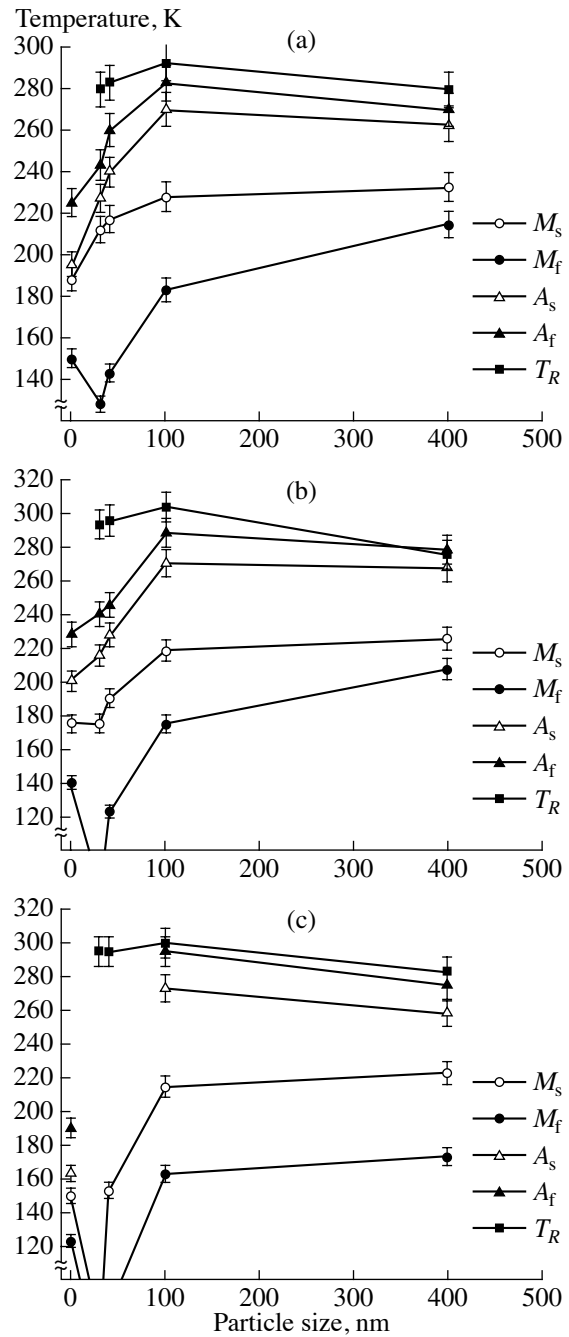 Temperature, K
(a)
300
280
260
240
220
200
180
160
140
≈
0 100 200 300 400 500
M_s
M_f
A_s
A_f
T_R
(b)
320
300
280
260
240
220
200
180
160
140
120
≈
0 100 200 300 400 500
M_s
M_f
A_s
A_f
T_R
(c)
320
300
280
260
240
220
200
180
160
140
120
≈
0 100 200 300 400 500
Particle size, nm
M_s
M_f
A_s
A_f
T_R